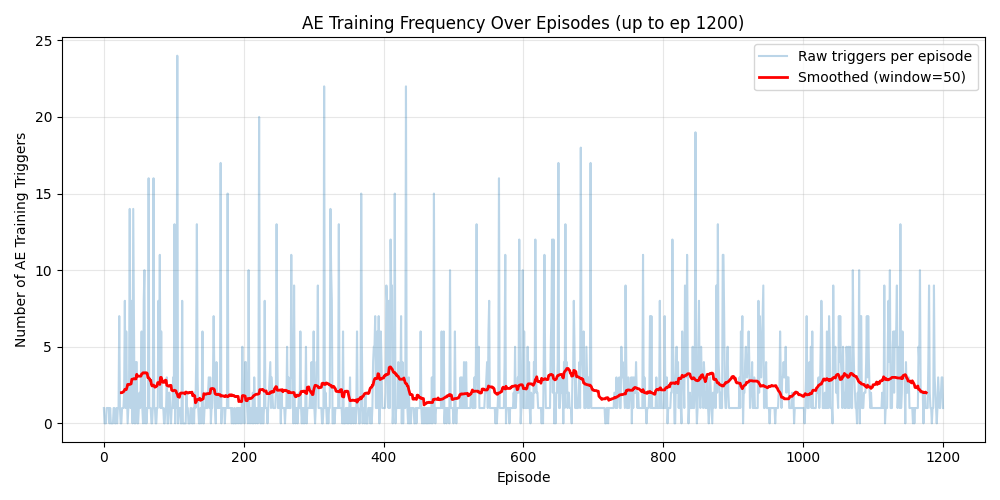 AE Training Frequency Over Episodes (up to ep 1200)
Raw triggers per episode
Smoothed (window=50)
Number of AE Training Triggers
25
20
15
10
5
0
0 200 400 600 800 1000 1200
Episode